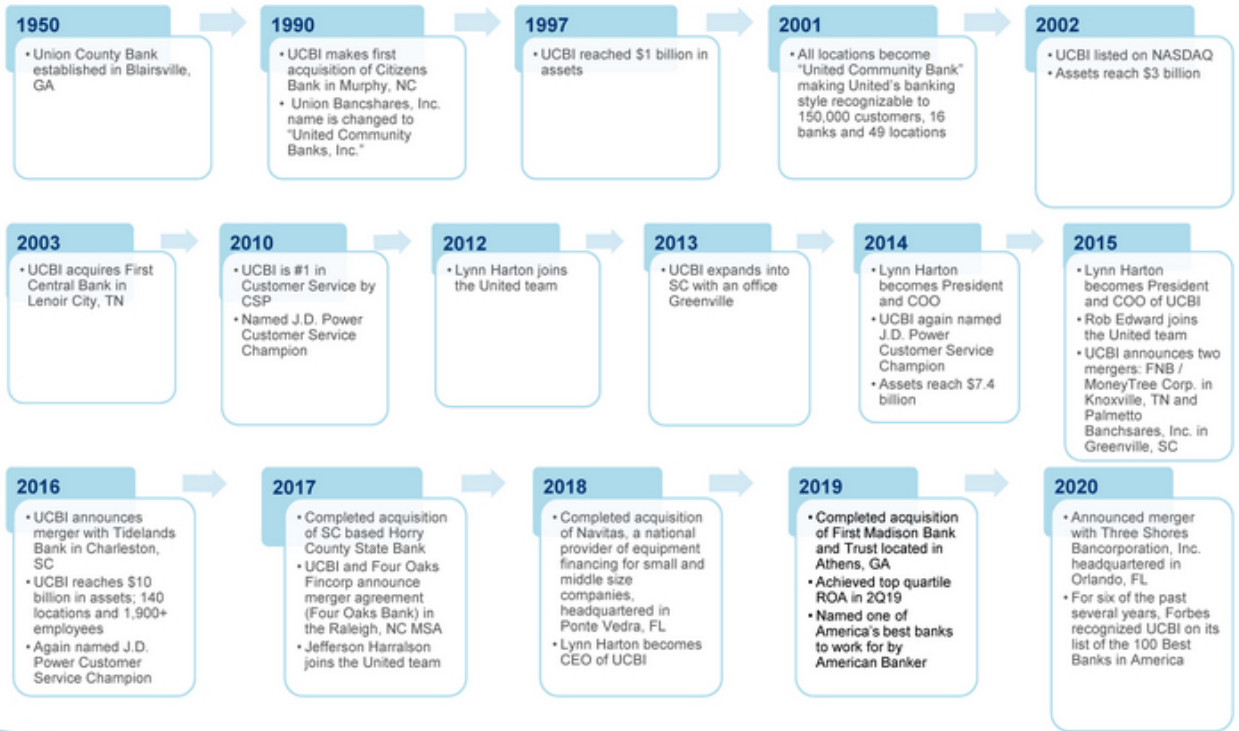 1950
• Union County Bank
established in Blairsville,
GA
1990
• UCBI makes first
acquisition of Citizens
Bank in Murphy, NC
• Union Bancshares, Inc.
name is changed to
“United Community
Banks, Inc.”
1997
• UCBI reached $1 billion in
assets
2001
• All locations become
“United Community Bank”
making United’s banking
style recognizable to
150,000 customers, 16
banks and 49 locations
2002
• UCBI listed on NASDAQ
• Assets reach $3 billion
2003
• UCBI acquires First
Central Bank in
Lenoir City, TN
2010
• UCBI is #1 in
Customer Service by
CSP
• Named J.D. Power
Customer Service
Champion
2012
• Lynn Harton joins
the United team
2013
• UCBI expands into
SC with an office
Greenville
2014
• Lynn Harton
becomes President
and COO
• UCBI again named
J.D. Power
Customer Service
Champion
• Assets reach $7.4
billion
2015
• Lynn Harton
becomes President
and COO of UCBI
• Rob Edward joins
the United team
• UCBI announces two
mergers: FNB /
MoneyTree Corp. in
Knoxville, TN and
Palmetto
Banchsares, Inc. in
Greenville, SC
2016
• UCBI announces
merger with Tidelands
Bank in Charleston,
SC
• UCBI reaches $10
billion in assets; 140
locations and 1,900+
employees
• Again named J.D.
Power Customer
Service Champion
2017
• Completed acquisition
of SC based Horry
County State Bank
• UCBI and Four Oaks
Fincorp announce
merger agreement
(Four Oaks Bank) in
the Raleigh, NC MSA
• Jefferson Harralson
joins the United team
2018
• Completed acquisition
of Navitas, a national
provider of equipment
financing for small and
middle size
companies,
headquartered in
Ponte Vedra, FL
• Lynn Harton becomes
CEO of UCBI
2019
• Completed acquisition
of First Madison Bank
and Trust located in
Athens, GA
• Achieved top quartile
ROA in 2Q19
• Named one of
America’s best banks
to work for by
American Banker
2020
• Announced merger
with Three Shores
Bancorporation, Inc.
headquartered in
Orlando, FL
• For six of the past
several years, Forbes
recognized UCBI on its
list of the 100 Best
Banks in America